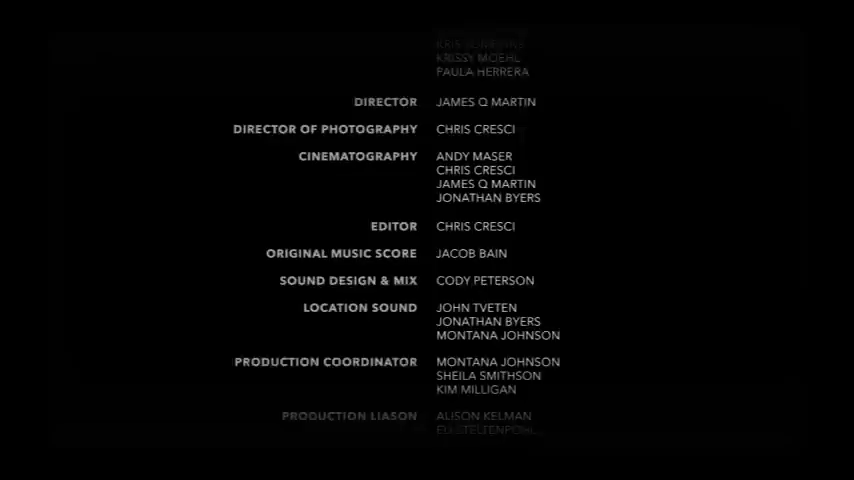 KRISSY MOEHL
PAULA HERRERA
DIRECTOR JAMES Q MARTIN
DIRECTOR OF PHOTOGRAPHY CHRIS CRESCI
CINEMATOGRAPHY ANDY MASER
CHRIS CRESCI
JAMES Q MARTIN
JONATHAN BYERS
EDITOR CHRIS CRESCI
ORIGINAL MUSIC SCORE JACOB BAIN
SOUND DESIGN & MIX CODY PETERSON
LOCATION SOUND JOHN TVETEN
JONATHAN BYERS
MONTANA JOHNSON
PRODUCTION COORDINATOR MONTANA JOHNSON
SHEILA SMITHSON
KIM MILLIGAN
PRODUCTION LIASON ALISON KELMAN